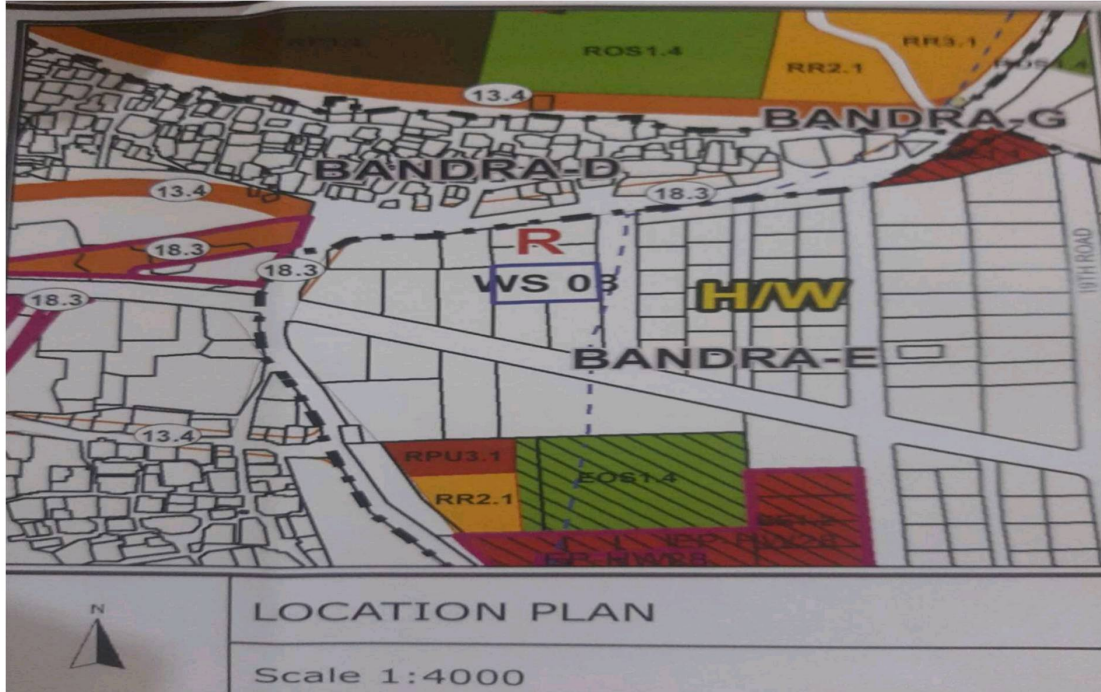 ROS1.4
RR3.1
RR2.1
13.4
BANDRA-G
BANDRA-D
13.4
18.3
R
18.3
18.3
WS 03
H/W
19TH ROAD
18.3
BANDRA-E
13.4
RPU3.1
EOS1.4
RR2.1
N
LOCATION PLAN
Scale 1:4000